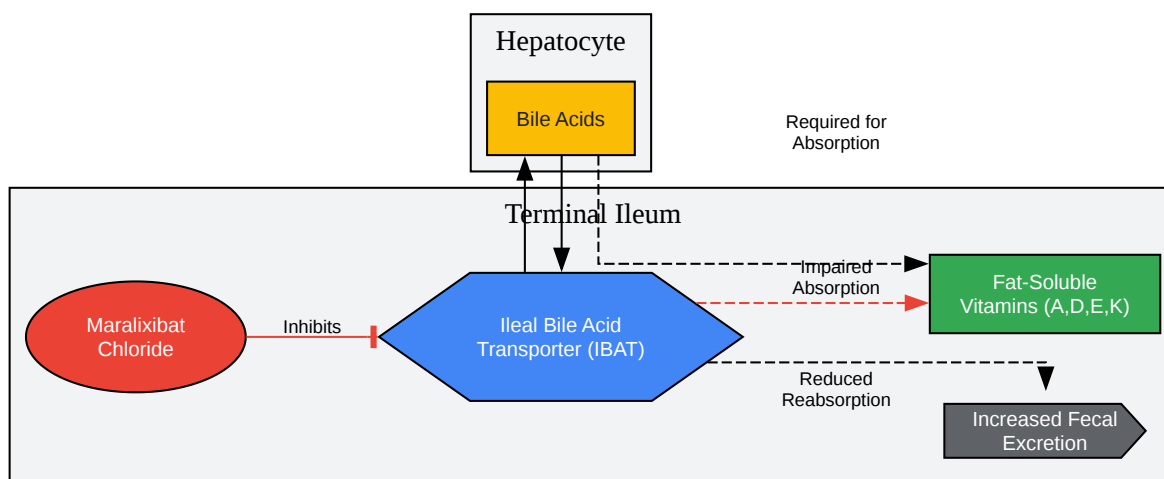 Hepatocyte
Bile Acids
Required for
Absorption
Terminal Ileum
Impaired
Absorption
Fat-Soluble
Vitamins (A,D,E,K)
Maralixibat
Chloride
Inhibits
Ileal Bile Acid
Transporter (IBAT)
Reduced
Reabsorption
Increased Fecal
Excretion